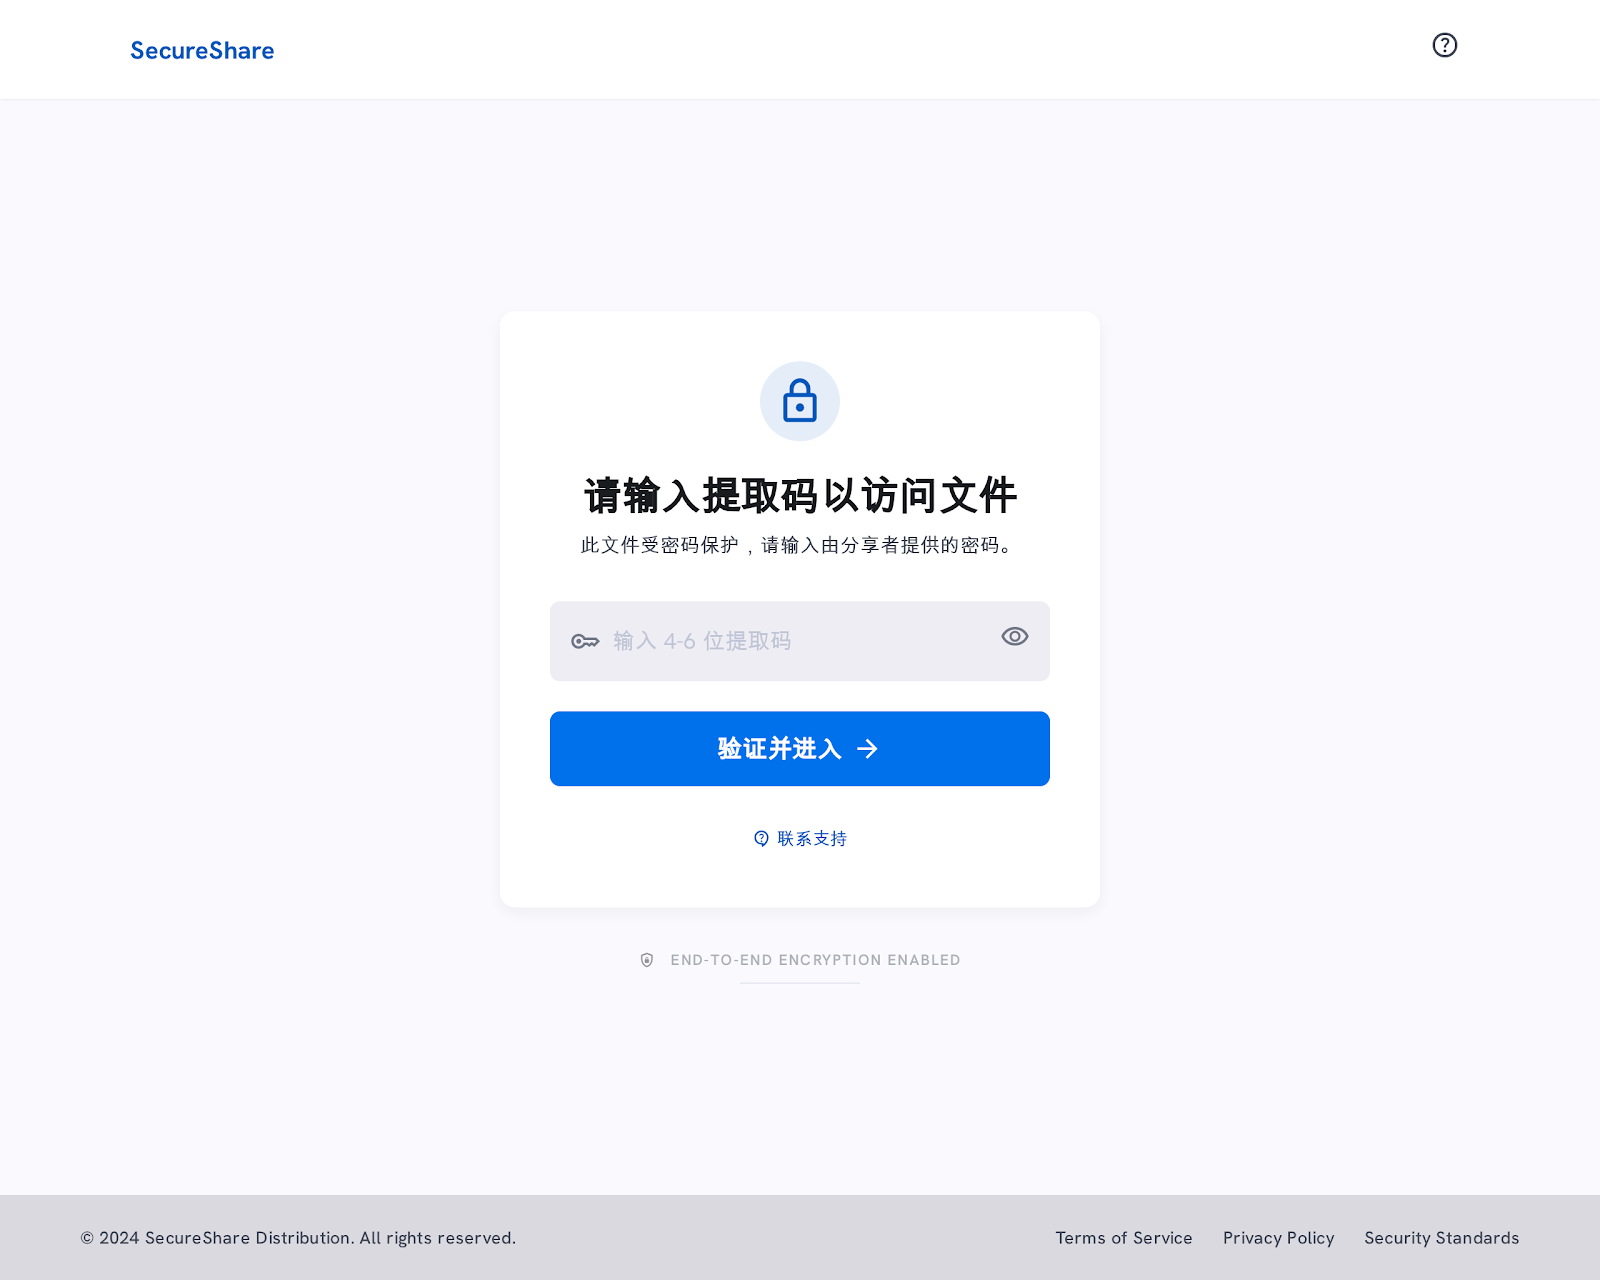 SecureShare
请输入提取码以访问文件
此文件受密码保护，请输入由分享者提供的密码。
输入 4-6 位提取码
验证并进入
联系支持
END-TO-END ENCRYPTION ENABLED
© 2024 SecureShare Distribution. All rights reserved.
Terms of Service
Privacy Policy
Security Standards